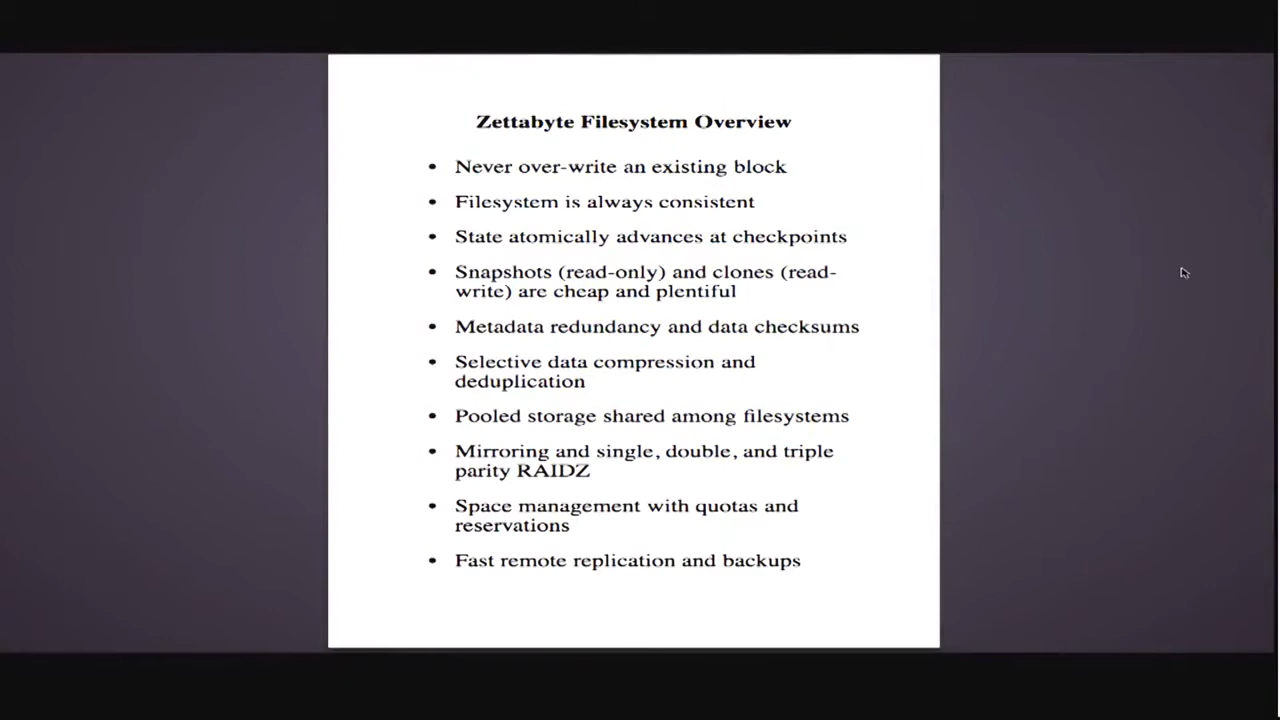 Zettabyte Filesystem Overview
• Never over-write an existing block
• Filesystem is always consistent
• State atomically advances at checkpoints
• Snapshots (read-only) and clones (read-
write) are cheap and plentiful
• Metadata redundancy and data checksums
• Selective data compression and
deduplication
• Pooled storage shared among filesystems
• Mirroring and single, double, and triple
parity RAIDZ
• Space management with quotas and
reservations
• Fast remote replication and backups